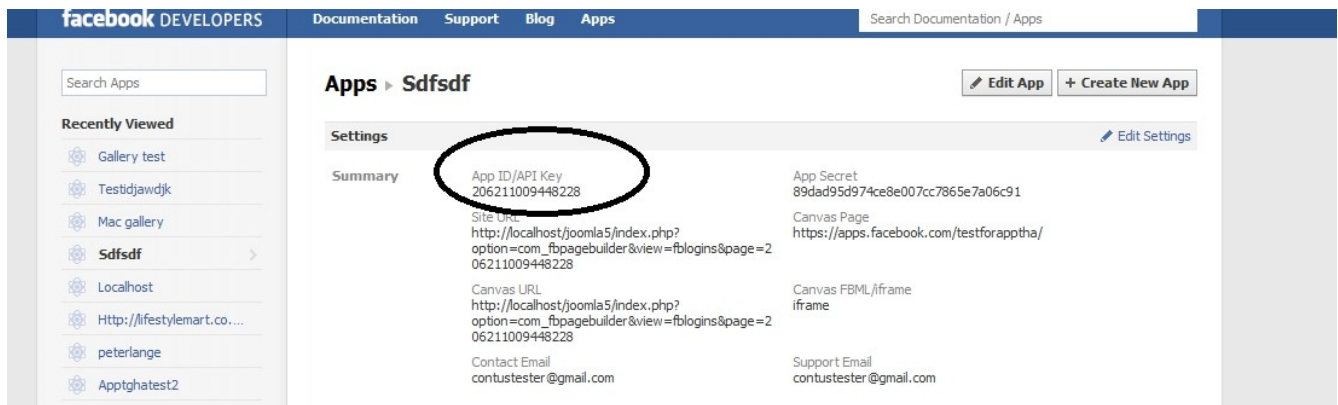 facebook DEVELOPERS
Documentation Support Blog Apps
Search Documentation / Apps
Search Apps
Recently Viewed
Gallery test
Testidjawdjk
Mac gallery
Sdfsdf
Localhost
Http://lifestylemart.co....
peterlange
Apptghatest2
Apps ▸ Sdfsdf
Edit App
+ Create New App
Settings
Edit Settings
Summary
App ID/API Key
206211009448228
App Secret
89dad95d974ce8e007cc7865e7a06c91
Site URL
http://localhost/joomla5/index.php?
option=com_fbpagebuilder&view=fblogins&page=2
06211009448228
Canvas Page
https://apps.facebook.com/testforapptha/
Canvas URL
http://localhost/joomla5/index.php?
option=com_fbpagebuilder&view=fblogins&page=2
06211009448228
Canvas FBML/iframe
iframe
Contact Email
contustester@gmail.com
Support Email
contustester@gmail.com